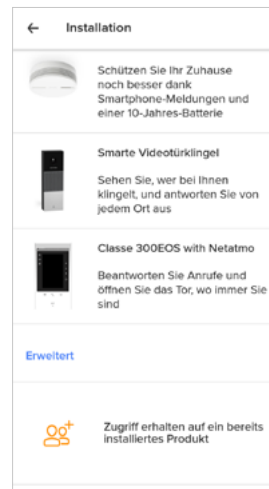 Installation
Schützen Sie Ihr Zuhause
noch besser dank
Smartphone-Meldungen und
einer 10-Jahres-Batterie
Smarte Videotürklingel
Sehen Sie, wer bei Ihnen
klingelt, und antworten Sie von
jedem Ort aus
Classe 300EOS with Netatmo
Beantworten Sie Anrufe und
öffnen Sie das Tor, wo immer Sie
sind
Erweitert
Zugriff erhalten auf ein bereits
installiertes Produkt